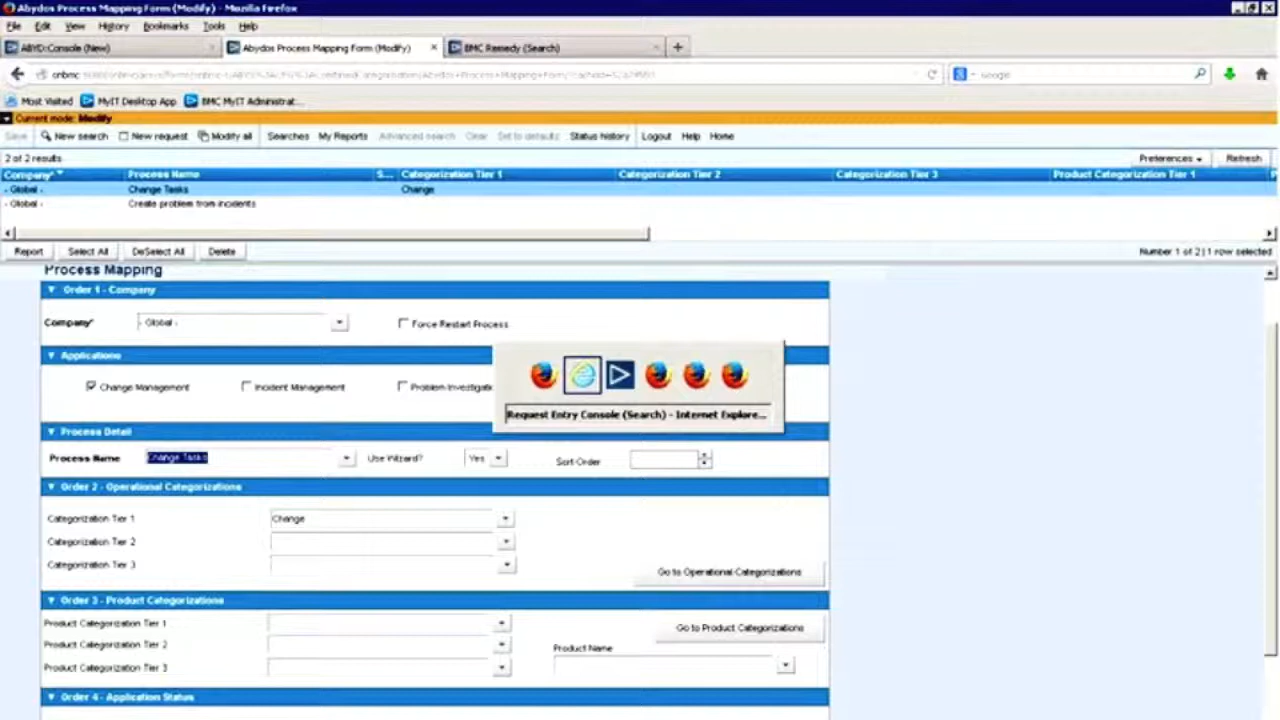 Abydos Process Mapping Form (Modify) - Mozilla Firefox
File Edit View History Bookmarks Tools Help
ABYD:Console (New) × Abydos Process Mapping Form (Modify) × BMC Remedy (Search) × +
onbmc Google
Most Visited MyIT Desktop App BMC MyIT Administrat...
Current mode: Modify
Save New search New request Modify all Searches My Reports Advanced search Clear Set to defaults Status history Logout Help Home
2 of 2 results Preferences Refresh
Company* Process Name S... Categorization Tier 1 Categorization Tier 2 Categorization Tier 3 Product Categorization Tier 1 P
- Global - Change Tasks Change
- Global - Create problem from incidents
Report Select All DeSelect All Delete Number 1 of 2 | 1 row selected
Process Mapping
Order 1 - Company
Company* - Global - Force Restart Process
Applications
Change Management Incident Management Problem Investigatio
Request Entry Console (Search) - Internet Explore...
Process Detail
Process Name Change Tasks Use Wizard? Yes Sort Order
Order 2 - Operational Categorizations
Categorization Tier 1 Change
Categorization Tier 2
Categorization Tier 3
Go to Operational Categorizations
Order 3 - Product Categorizations
Product Categorization Tier 1 Go to Product Categorizations
Product Categorization Tier 2 Product Name
Product Categorization Tier 3
Order 4 - Application Status